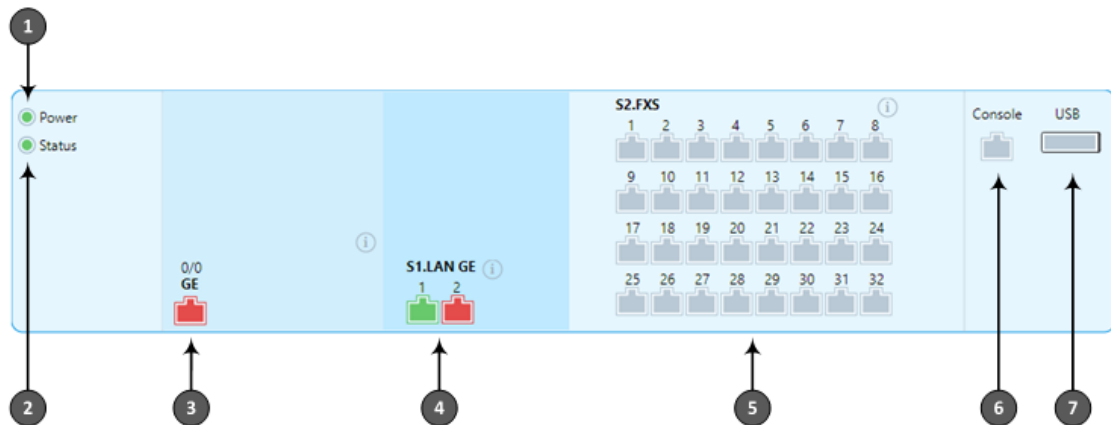 1
Power
Status
0/0
GE
i
S1.LAN GE i
1 2
S2.FXS i
1 2 3 4 5 6 7 8
9 10 11 12 13 14 15 16
17 18 19 20 21 22 23 24
25 26 27 28 29 30 31 32
Console USB
2 3 4 5 6 7